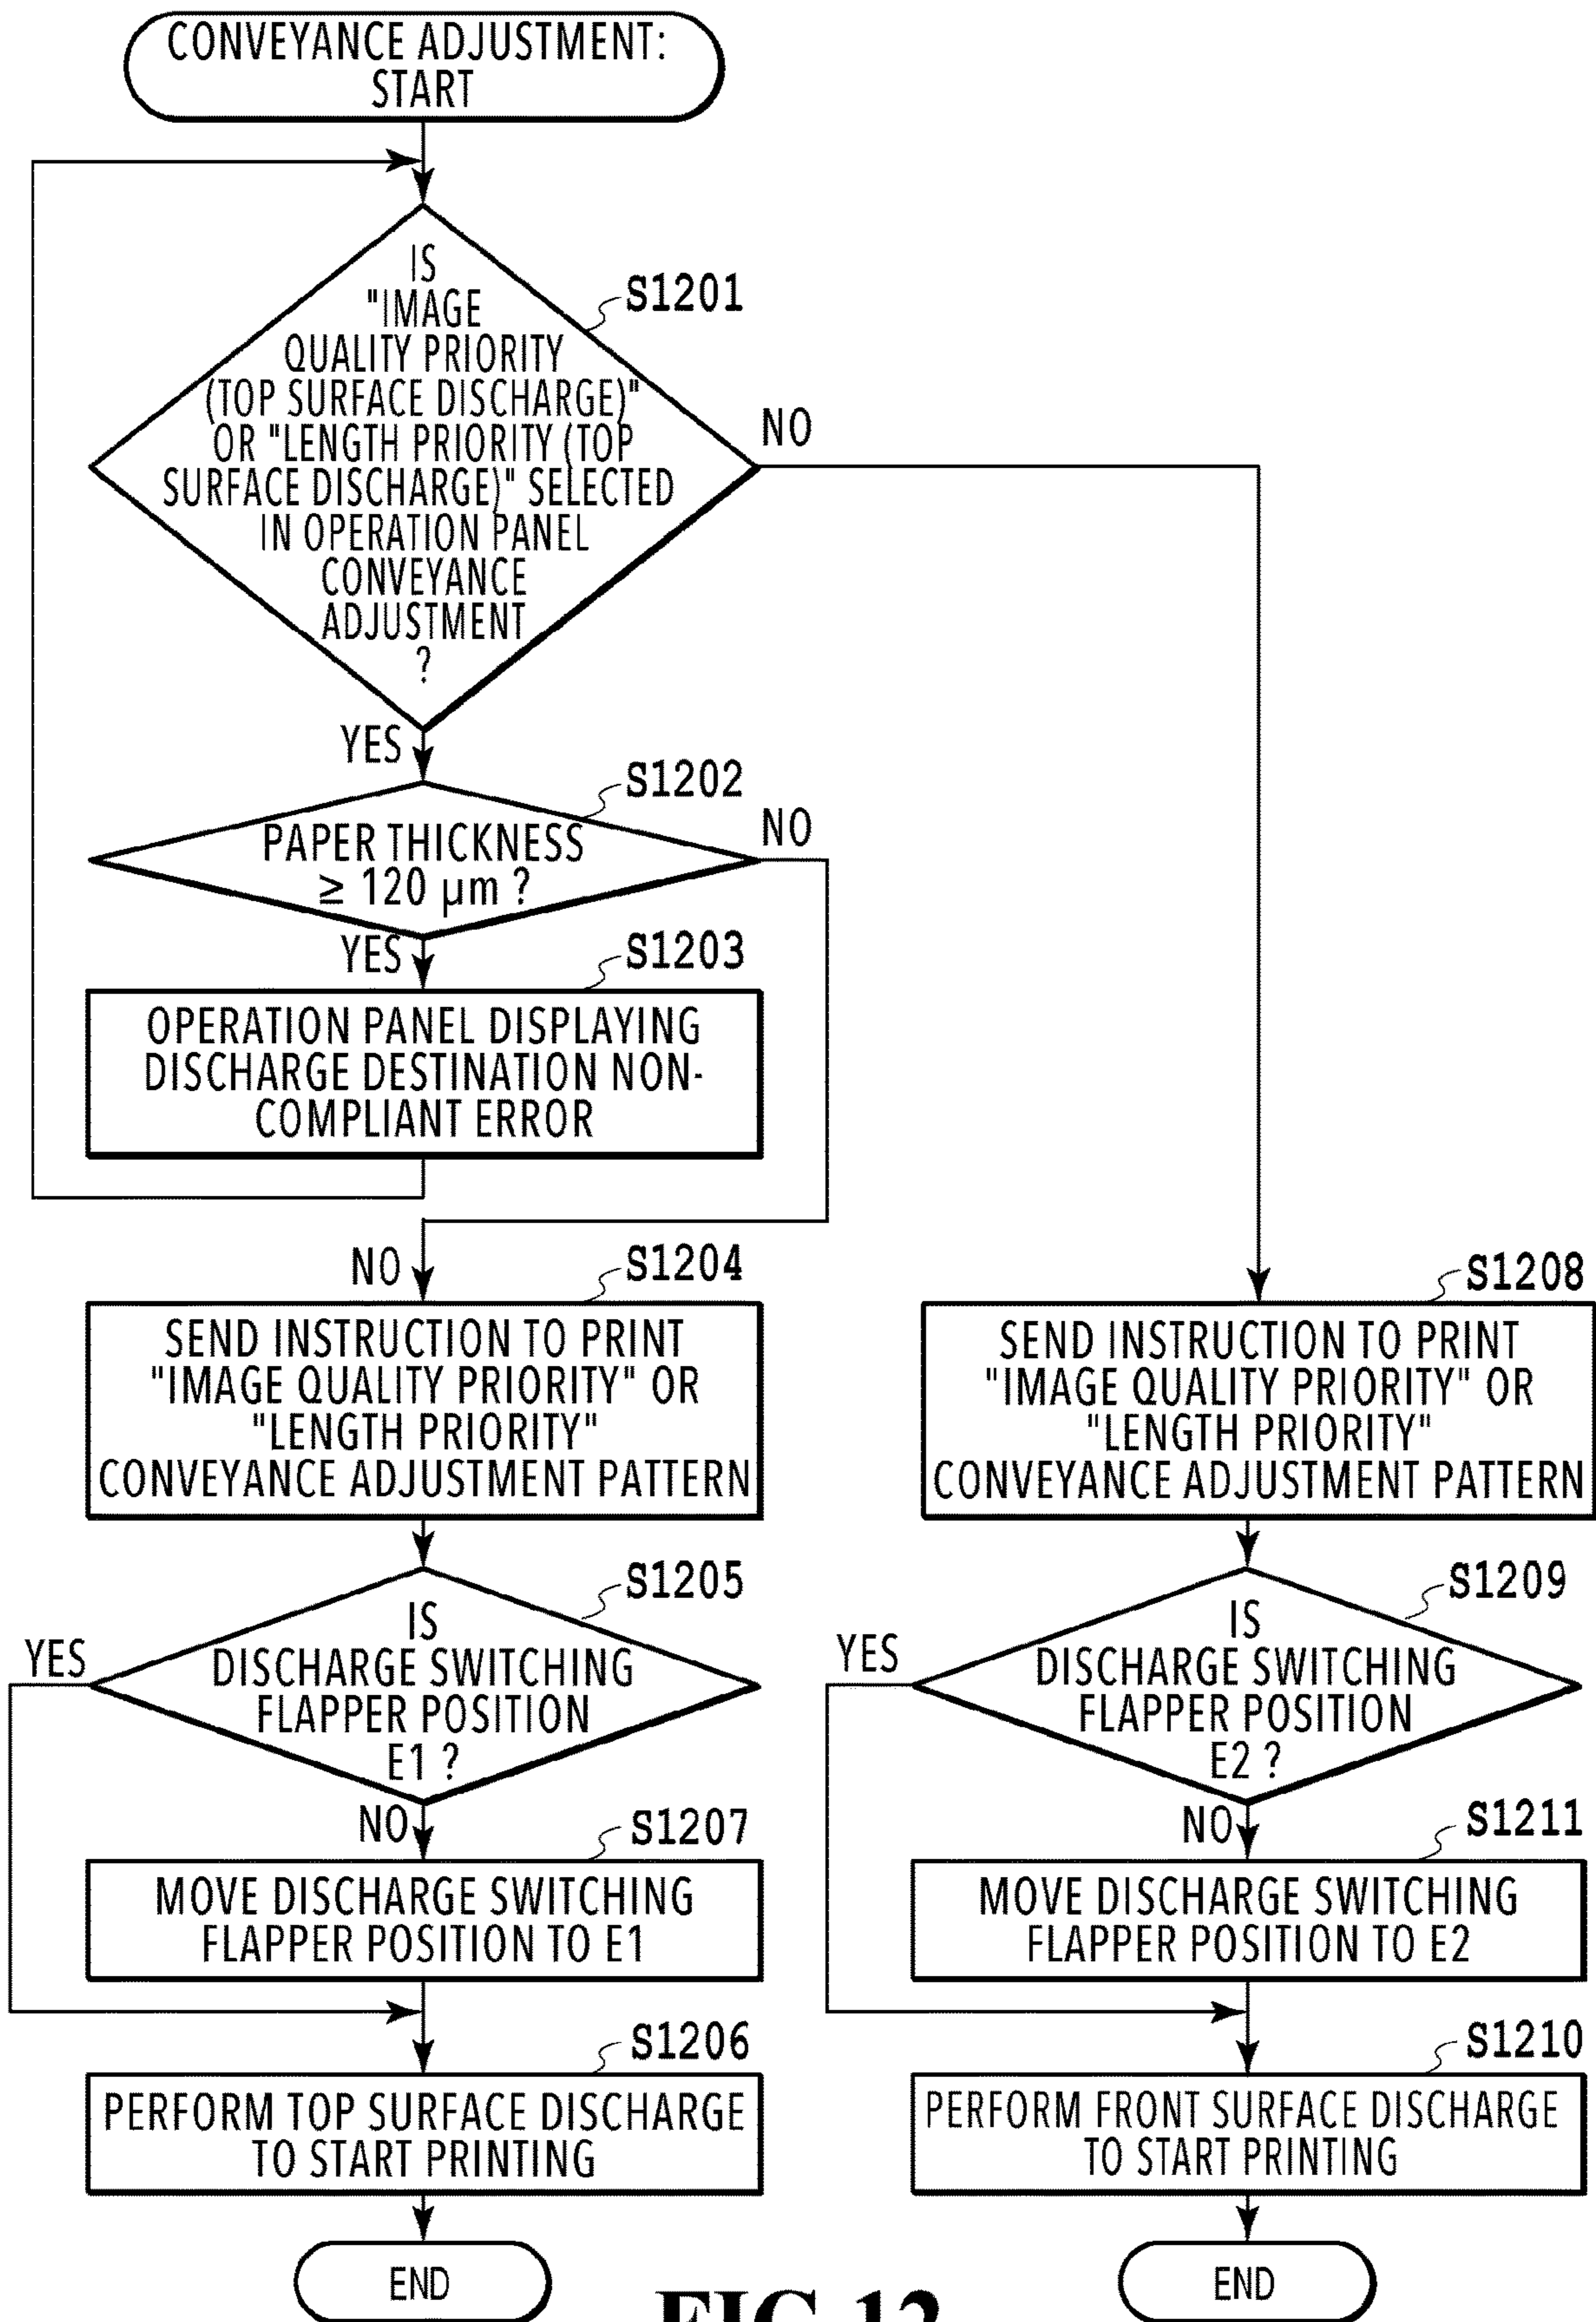 CONVEYANCE ADJUSTMENT:
START
IS
"IMAGE
QUALITY PRIORITY
(TOP SURFACE DISCHARGE)"
OR "LENGTH PRIORITY (TOP
SURFACE DISCHARGE)" SELECTED
IN OPERATION PANEL
CONVEYANCE
ADJUSTMENT
?
S1201
NO
YES
S1202
PAPER THICKNESS
≥ 120 μm ?
NO
YES
S1203
OPERATION PANEL DISPLAYING
DISCHARGE DESTINATION NON-
COMPLIANT ERROR
NO
S1204
SEND INSTRUCTION TO PRINT
"IMAGE QUALITY PRIORITY" OR
"LENGTH PRIORITY"
CONVEYANCE ADJUSTMENT PATTERN
S1205
IS
DISCHARGE SWITCHING
FLAPPER POSITION
E1 ?
YES
NO
S1207
MOVE DISCHARGE SWITCHING
FLAPPER POSITION TO E1
S1206
PERFORM TOP SURFACE DISCHARGE
TO START PRINTING
END
S1208
SEND INSTRUCTION TO PRINT
"IMAGE QUALITY PRIORITY" OR
"LENGTH PRIORITY"
CONVEYANCE ADJUSTMENT PATTERN
S1209
IS
DISCHARGE SWITCHING
FLAPPER POSITION
E2 ?
YES
NO
S1211
MOVE DISCHARGE SWITCHING
FLAPPER POSITION TO E2
S1210
PERFORM FRONT SURFACE DISCHARGE
TO START PRINTING
END
FIG.12